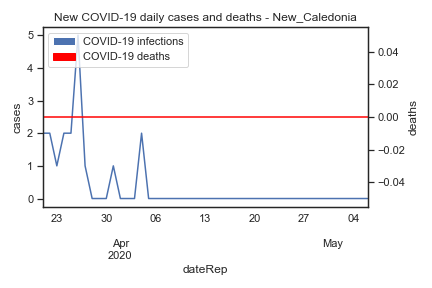 New COVID-19 daily cases and deaths - New_Caledonia
COVID-19 infections
COVID-19 deaths
5
4
3
2
1
0
cases
0.04
0.02
0.00
−0.02
−0.04
deaths
23 30 06 13 20 27 04
Apr May
2020
dateRep